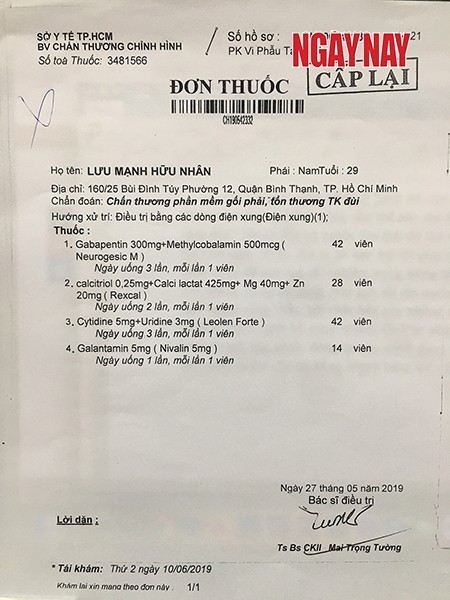 SỞ Y TẾ TP.HCM
BV CHẤN THƯƠNG CHỈNH HÌNH
Số toa Thuốc: 3481566
Số hồ sơ : 21
PK Vi Phẫu
NGAY NAY
CẤP LẠI
ĐƠN THUỐC
CH190542332
Họ tên: LƯU MẠNH HỮU NHÂN Phái : Nam Tuổi : 29
Địa chỉ: 160/25 Bùi Đình Túy Phường 12, Quận Bình Thạnh, TP. Hồ Chí Minh
Chẩn đoán: Chấn thương phần mềm gối phải, tổn thương TK đùi
Hướng xử trí: Điều trị bằng các dòng điện xung(Điện xung)(1);
Thuốc :
1. Gabapentin 300mg+Methylcobalamin 500mcg ( 42 viên
Neurogesic M )
Ngày uống 3 lần, mỗi lần 1 viên
2. calcitriol 0,25mg+Calci lactat 425mg+ Mg 40mg+ Zn 28 viên
20mg ( Rexcal )
Ngày uống 2 lần, mỗi lần 1 viên
3. Cytidine 5mg+Uridine 3mg ( Leolen Forte ) 42 viên
Ngày uống 3 lần, mỗi lần 1 viên
4. Galantamin 5mg ( Nivalin 5mg ) 14 viên
Ngày uống 1 lần, mỗi lần 1 viên
Ngày 27 tháng 05 năm 2019
Bác sĩ điều trị
Lời dặn :
Ts Bs CKII Mai Trọng Tường
* Tái khám: Thứ 2 ngày 10/06/2019
Khám lại xin mang theo đơn này . 1/1